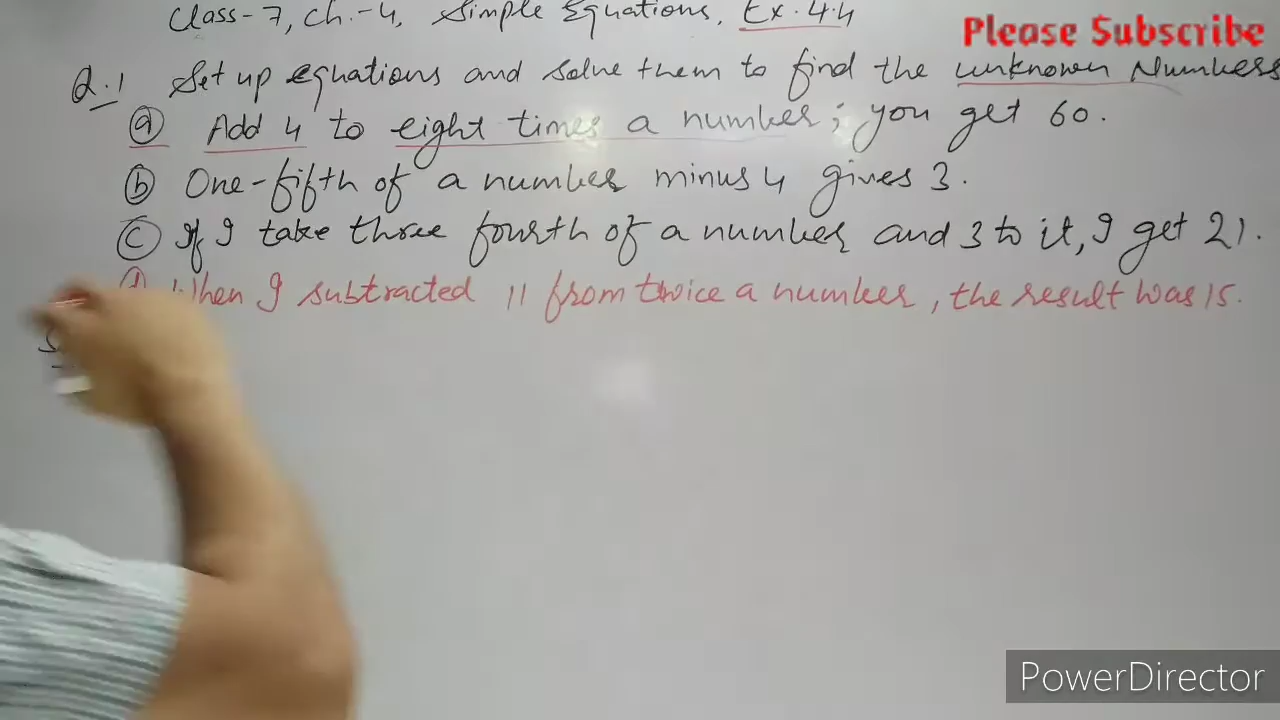 Class-7, Ch.-4, Simple Equations, Ex. 4.4
Please Subscribe
Q.1 Set up equations and solve them to find the unknown Numbers
(a) Add 4 to eight times a number; you get 60.
(b) One-fifth of a number minus 4 gives 3.
(c) If I take three fourth of a number and 3 to it, I get 21.
(d) When I subtracted 11 from twice a number, the result was 15.
PowerDirector